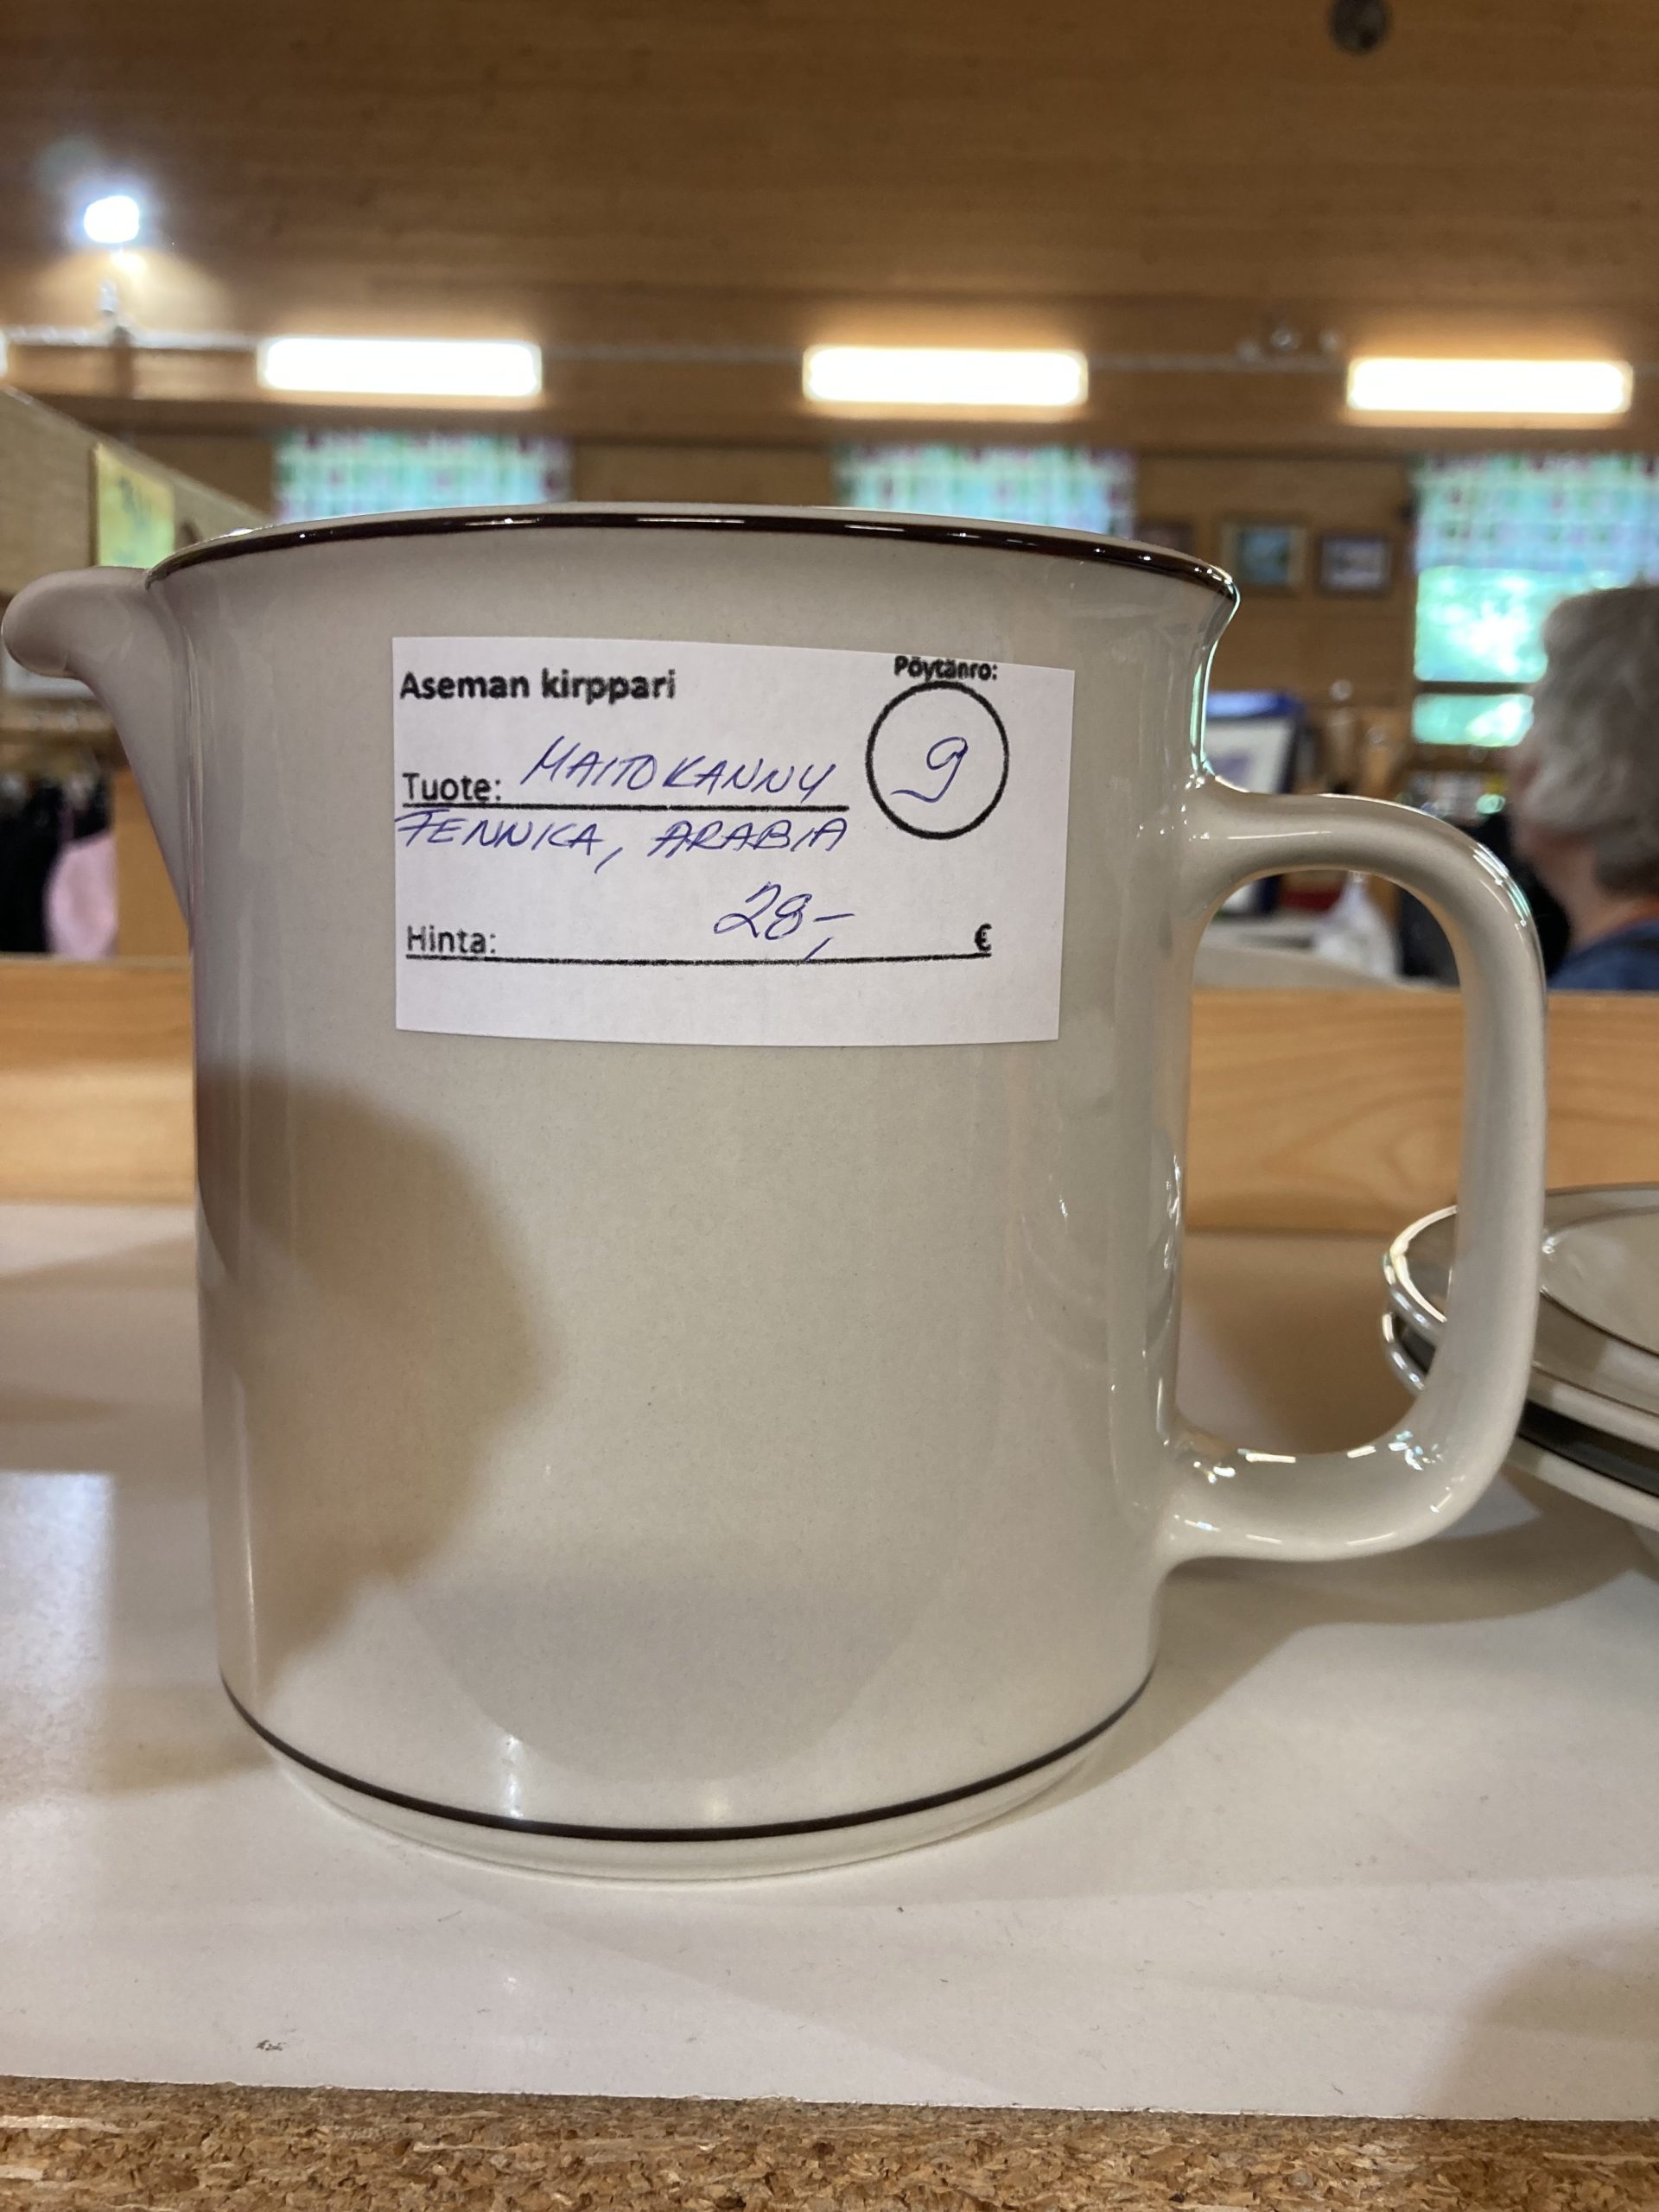 Aseman kirppari
Pöytänro:
9
Tuote: MAITOKANNU
FENNICA, ARABIA
28,-
Hinta: €